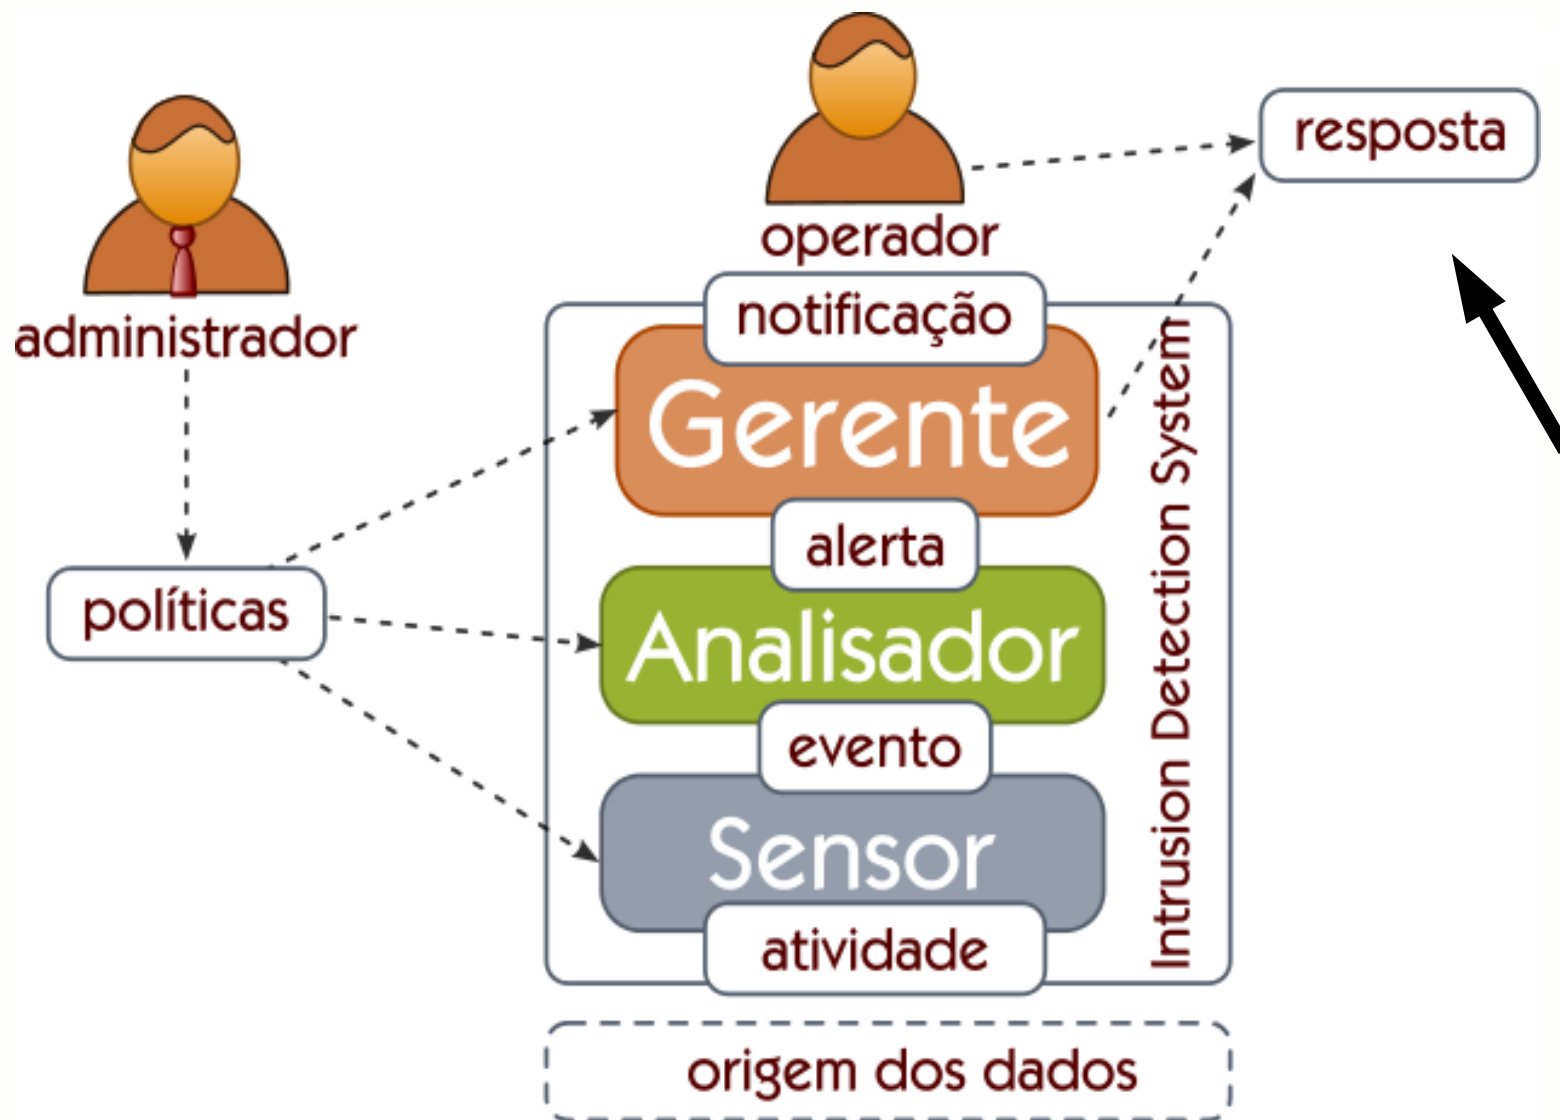 resposta
operador
administrador
notificação
Gerente
alerta
políticas
Analisador
evento
Sensor
atividade
Intrusion Detection System
origem dos dados